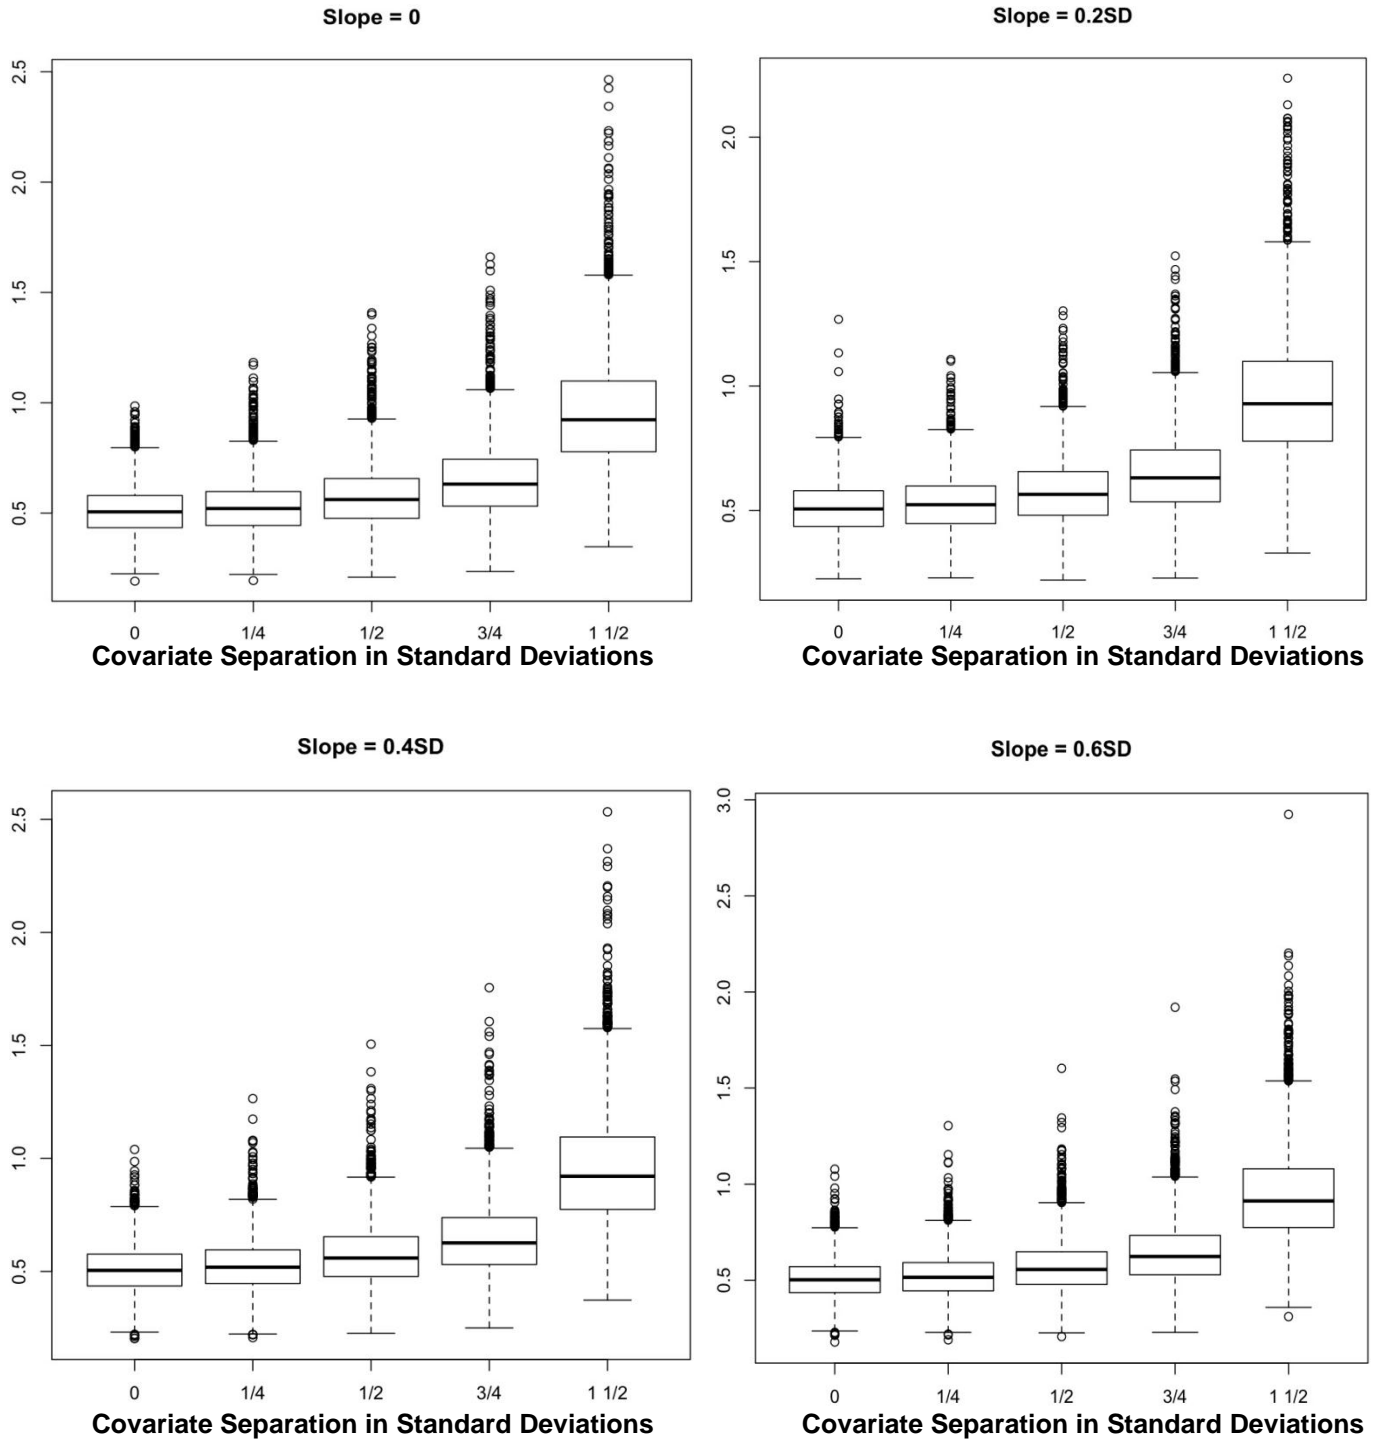 Slope = 0
2.5
2.0
1.5
1.0
0.5
0 1/4 1/2 3/4 1 1/2
Covariate Separation in Standard Deviations
Slope = 0.2SD
2.0
1.5
1.0
0.5
0 1/4 1/2 3/4 1 1/2
Covariate Separation in Standard Deviations
Slope = 0.4SD
2.5
2.0
1.5
1.0
0.5
0 1/4 1/2 3/4 1 1/2
Covariate Separation in Standard Deviations
Slope = 0.6SD
3.0
2.5
2.0
1.5
1.0
0.5
0 1/4 1/2 3/4 1 1/2
Covariate Separation in Standard Deviations